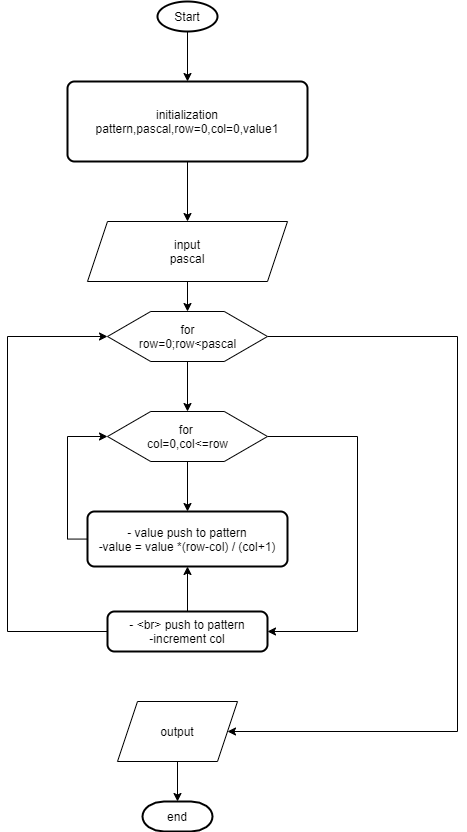 Start
initialization
pattern,pascal,row=0,col=0,value1
input
pascal
for
row=0;row<pascal
for
col=0,col<=row
- value push to pattern
-value = value *(row-col) / (col+1)
- <br> push to pattern
-increment col
output
end